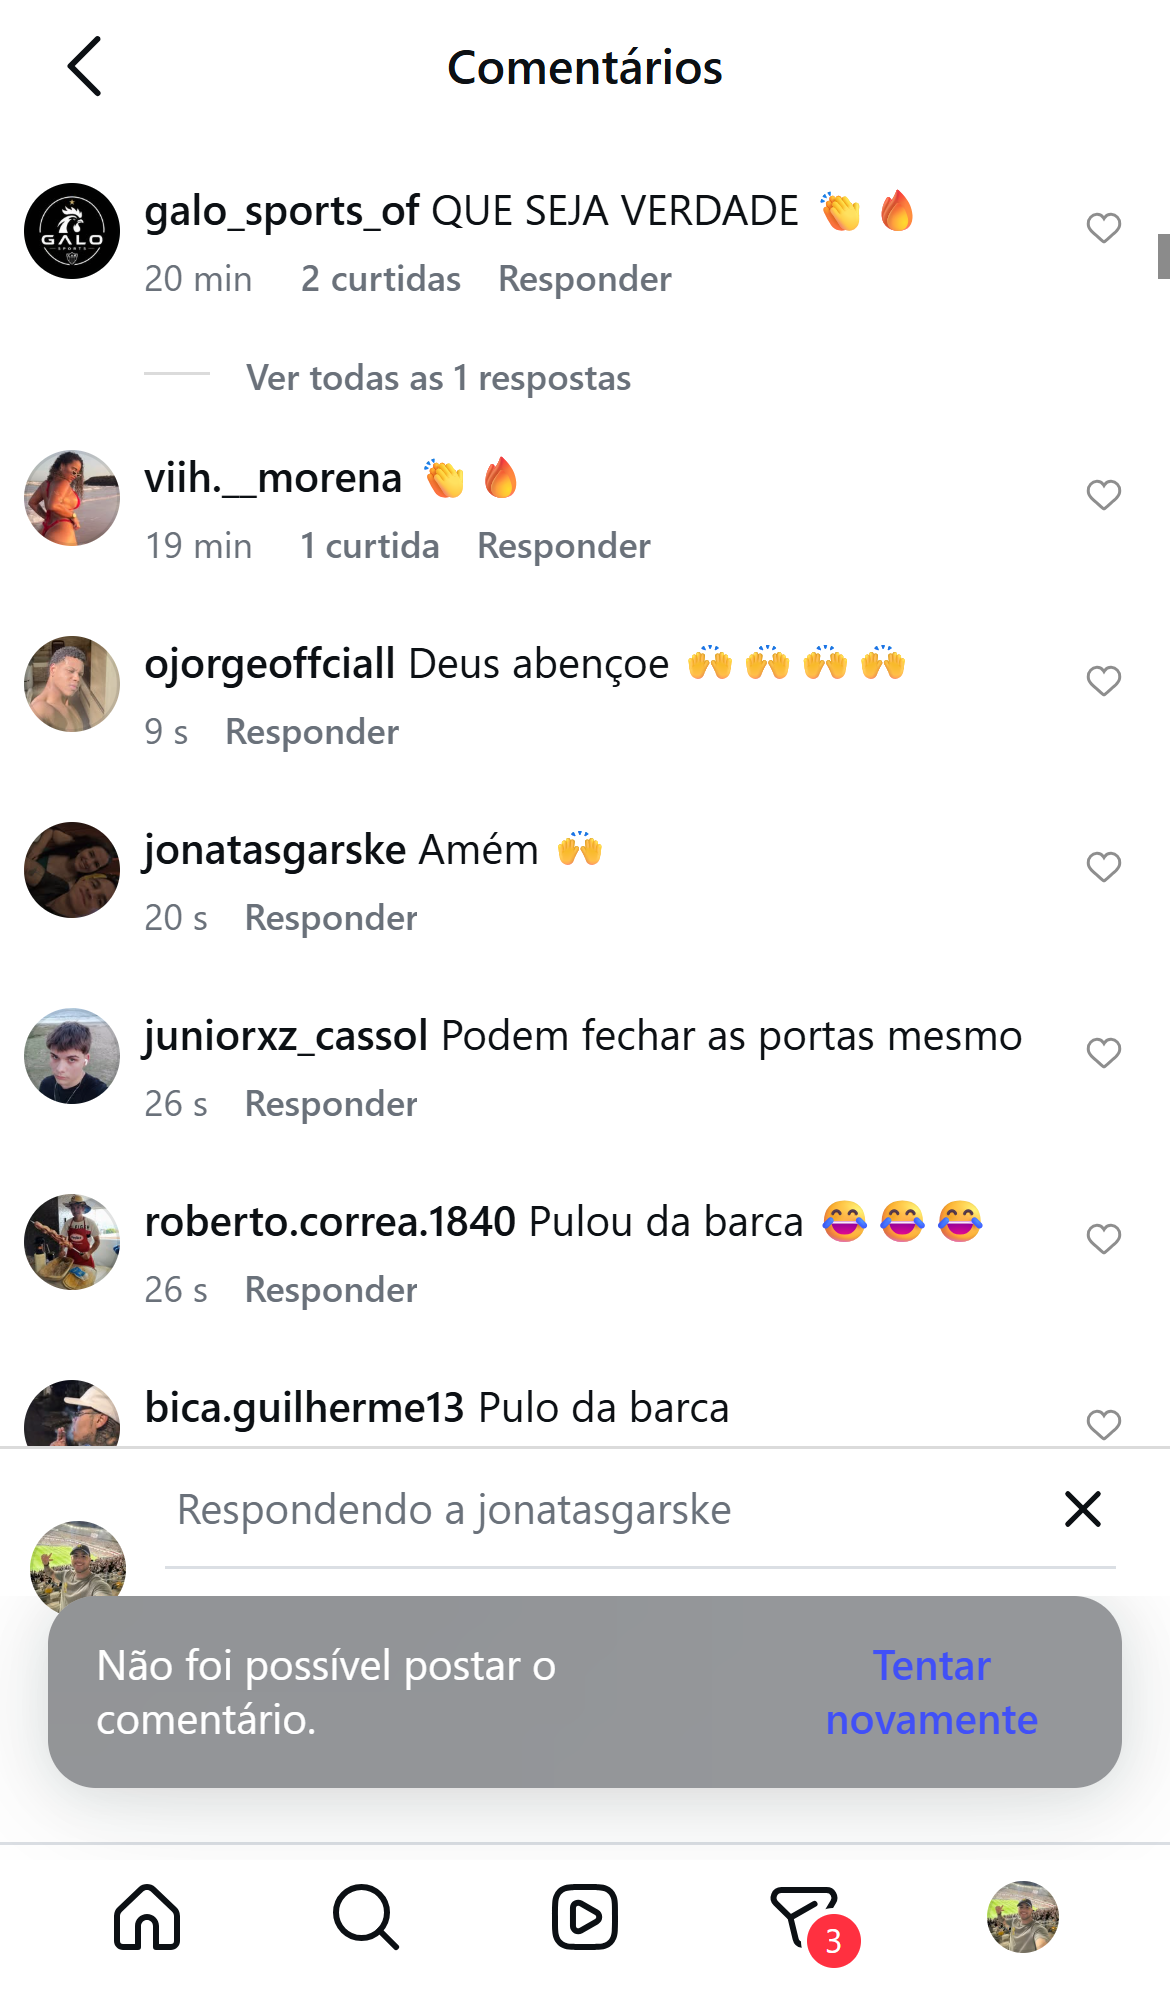 Comentários
GALO
SPORTS
galo_sports_of QUE SEJA VERDADE 👏🔥
20 min 2 curtidas Responder
Ver todas as 1 respostas
viih.__morena 👏🔥
19 min 1 curtida Responder
ojorgeoffciall Deus abençoe 🙌🙌🙌🙌
9 s Responder
jonatasgarske Amém 🙌
20 s Responder
juniorxz_cassol Podem fechar as portas mesmo
26 s Responder
roberto.correa.1840 Pulou da barca 😂😂😂
26 s Responder
bica.guilherme13 Pulo da barca
Respondendo a jonatasgarske
Não foi possível postar o
comentário.
Tentar
novamente
3